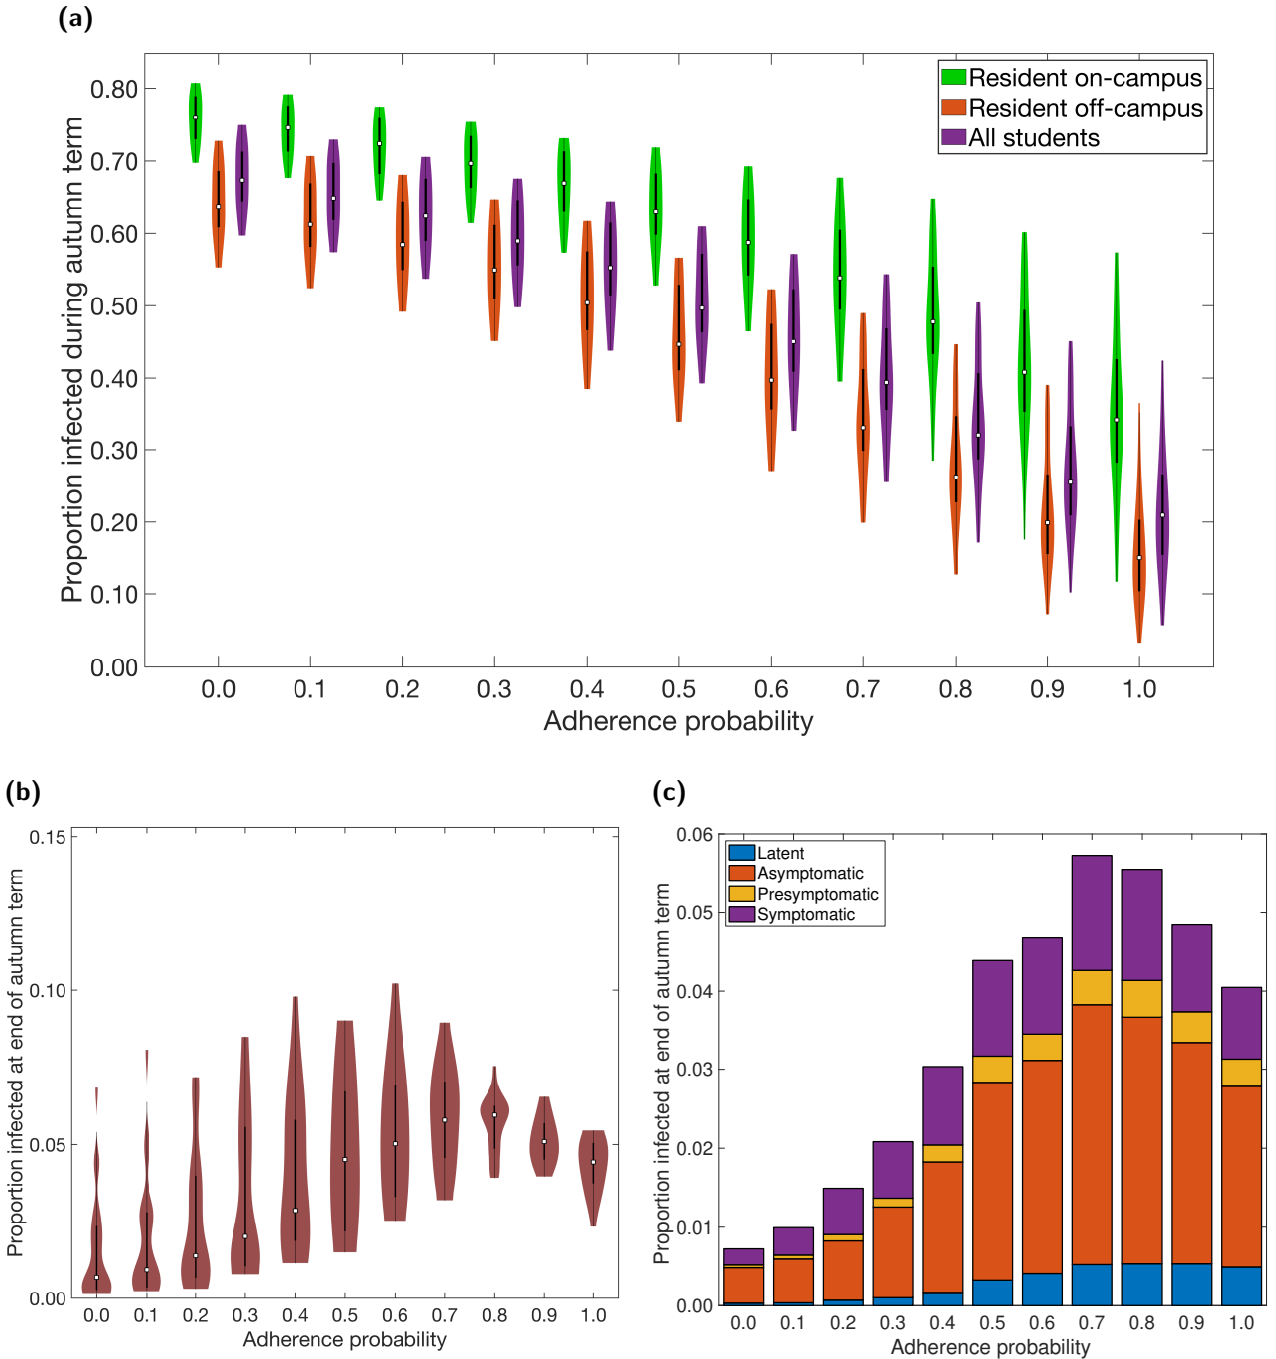 (a)
Proportion infected during autumn term
0.80
0.70
0.60
0.50
0.40
0.30
0.20
0.10
0.00
Resident on-campus
Resident off-campus
All students
0.0 0.1 0.2 0.3 0.4 0.5 0.6 0.7 0.8 0.9 1.0
Adherence probability
(b)
Proportion infected at end of autumn term
0.15
0.10
0.05
0.00
0.0 0.1 0.2 0.3 0.4 0.5 0.6 0.7 0.8 0.9 1.0
Adherence probability
(c)
Proportion infected at end of autumn term
0.06
0.05
0.04
0.03
0.02
0.01
0.00
Latent
Asymptomatic
Presymptomatic
Symptomatic
0.0 0.1 0.2 0.3 0.4 0.5 0.6 0.7 0.8 0.9 1.0
Adherence probability